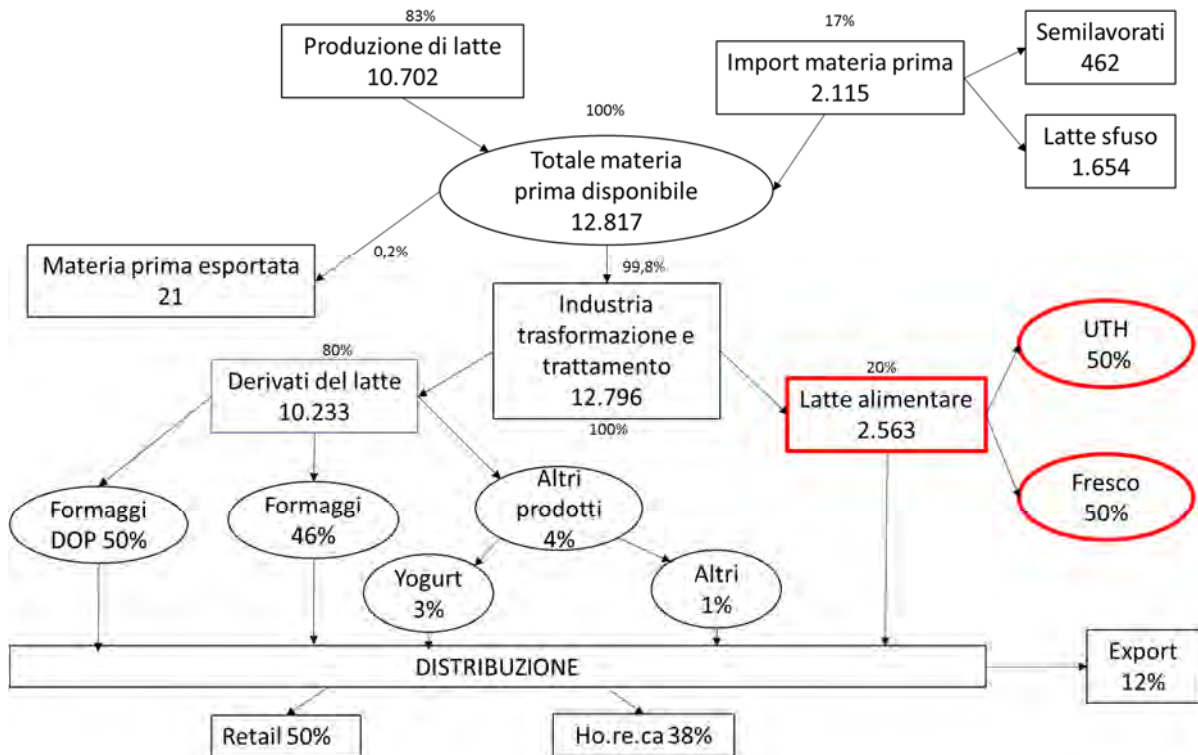 83%
Produzione di latte
10.702
17%
Import materia prima
2.115
Semilavorati
462
Latte sfuso
1.654
100%
Totale materia
prima disponibile
12.817
0,2%
Materia prima esportata
21
99,8%
Industria
trasformazione e
trattamento
12.796
100%
80%
Derivati del latte
10.233
20%
Latte alimentare
2.563
UTH
50%
Fresco
50%
Formaggi
DOP 50%
Formaggi
46%
Altri
prodotti
4%
Yogurt
3%
Altri
1%
DISTRIBUZIONE
Export
12%
Retail 50%
Ho.re.ca 38%